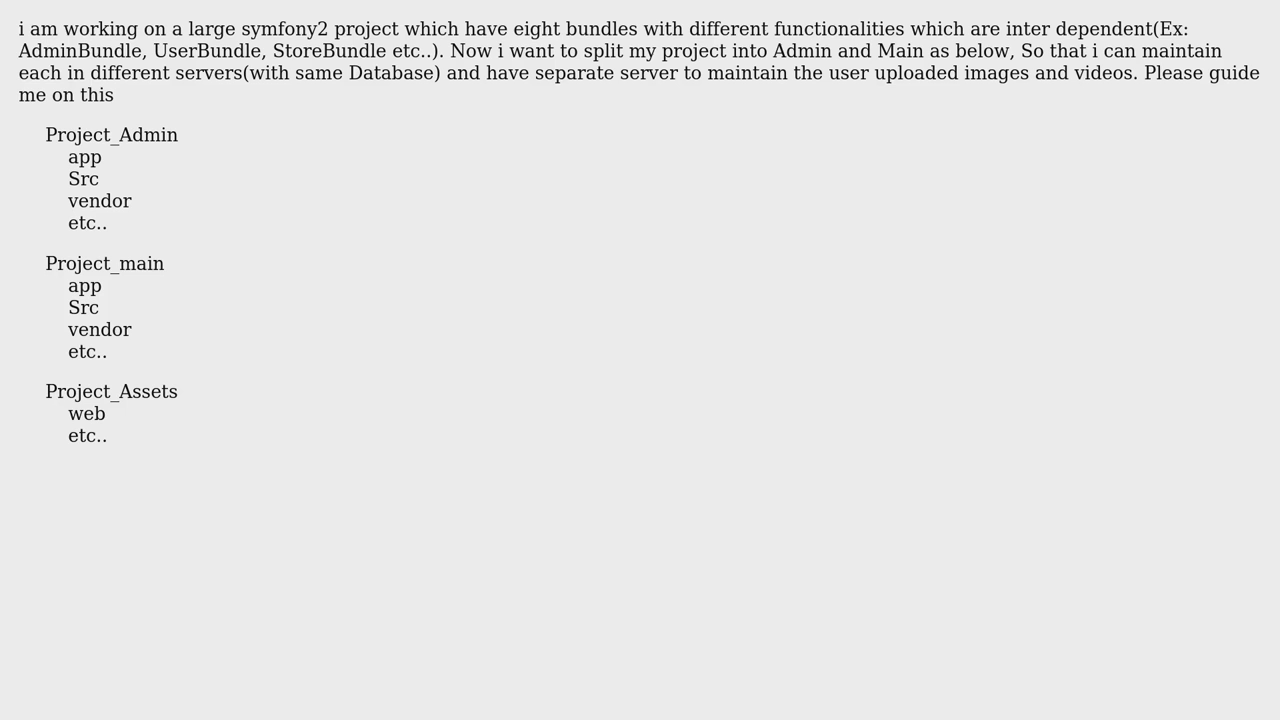 i am working on a large symfony2 project which have eight bundles with different functionalities which are inter dependent(Ex:
AdminBundle, UserBundle, StoreBundle etc..). Now i want to split my project into Admin and Main as below, So that i can maintain
each in different servers(with same Database) and have separate server to maintain the user uploaded images and videos. Please guide
me on this
Project_Admin
app
Src
vendor
etc..
Project_main
app
Src
vendor
etc..
Project_Assets
web
etc..